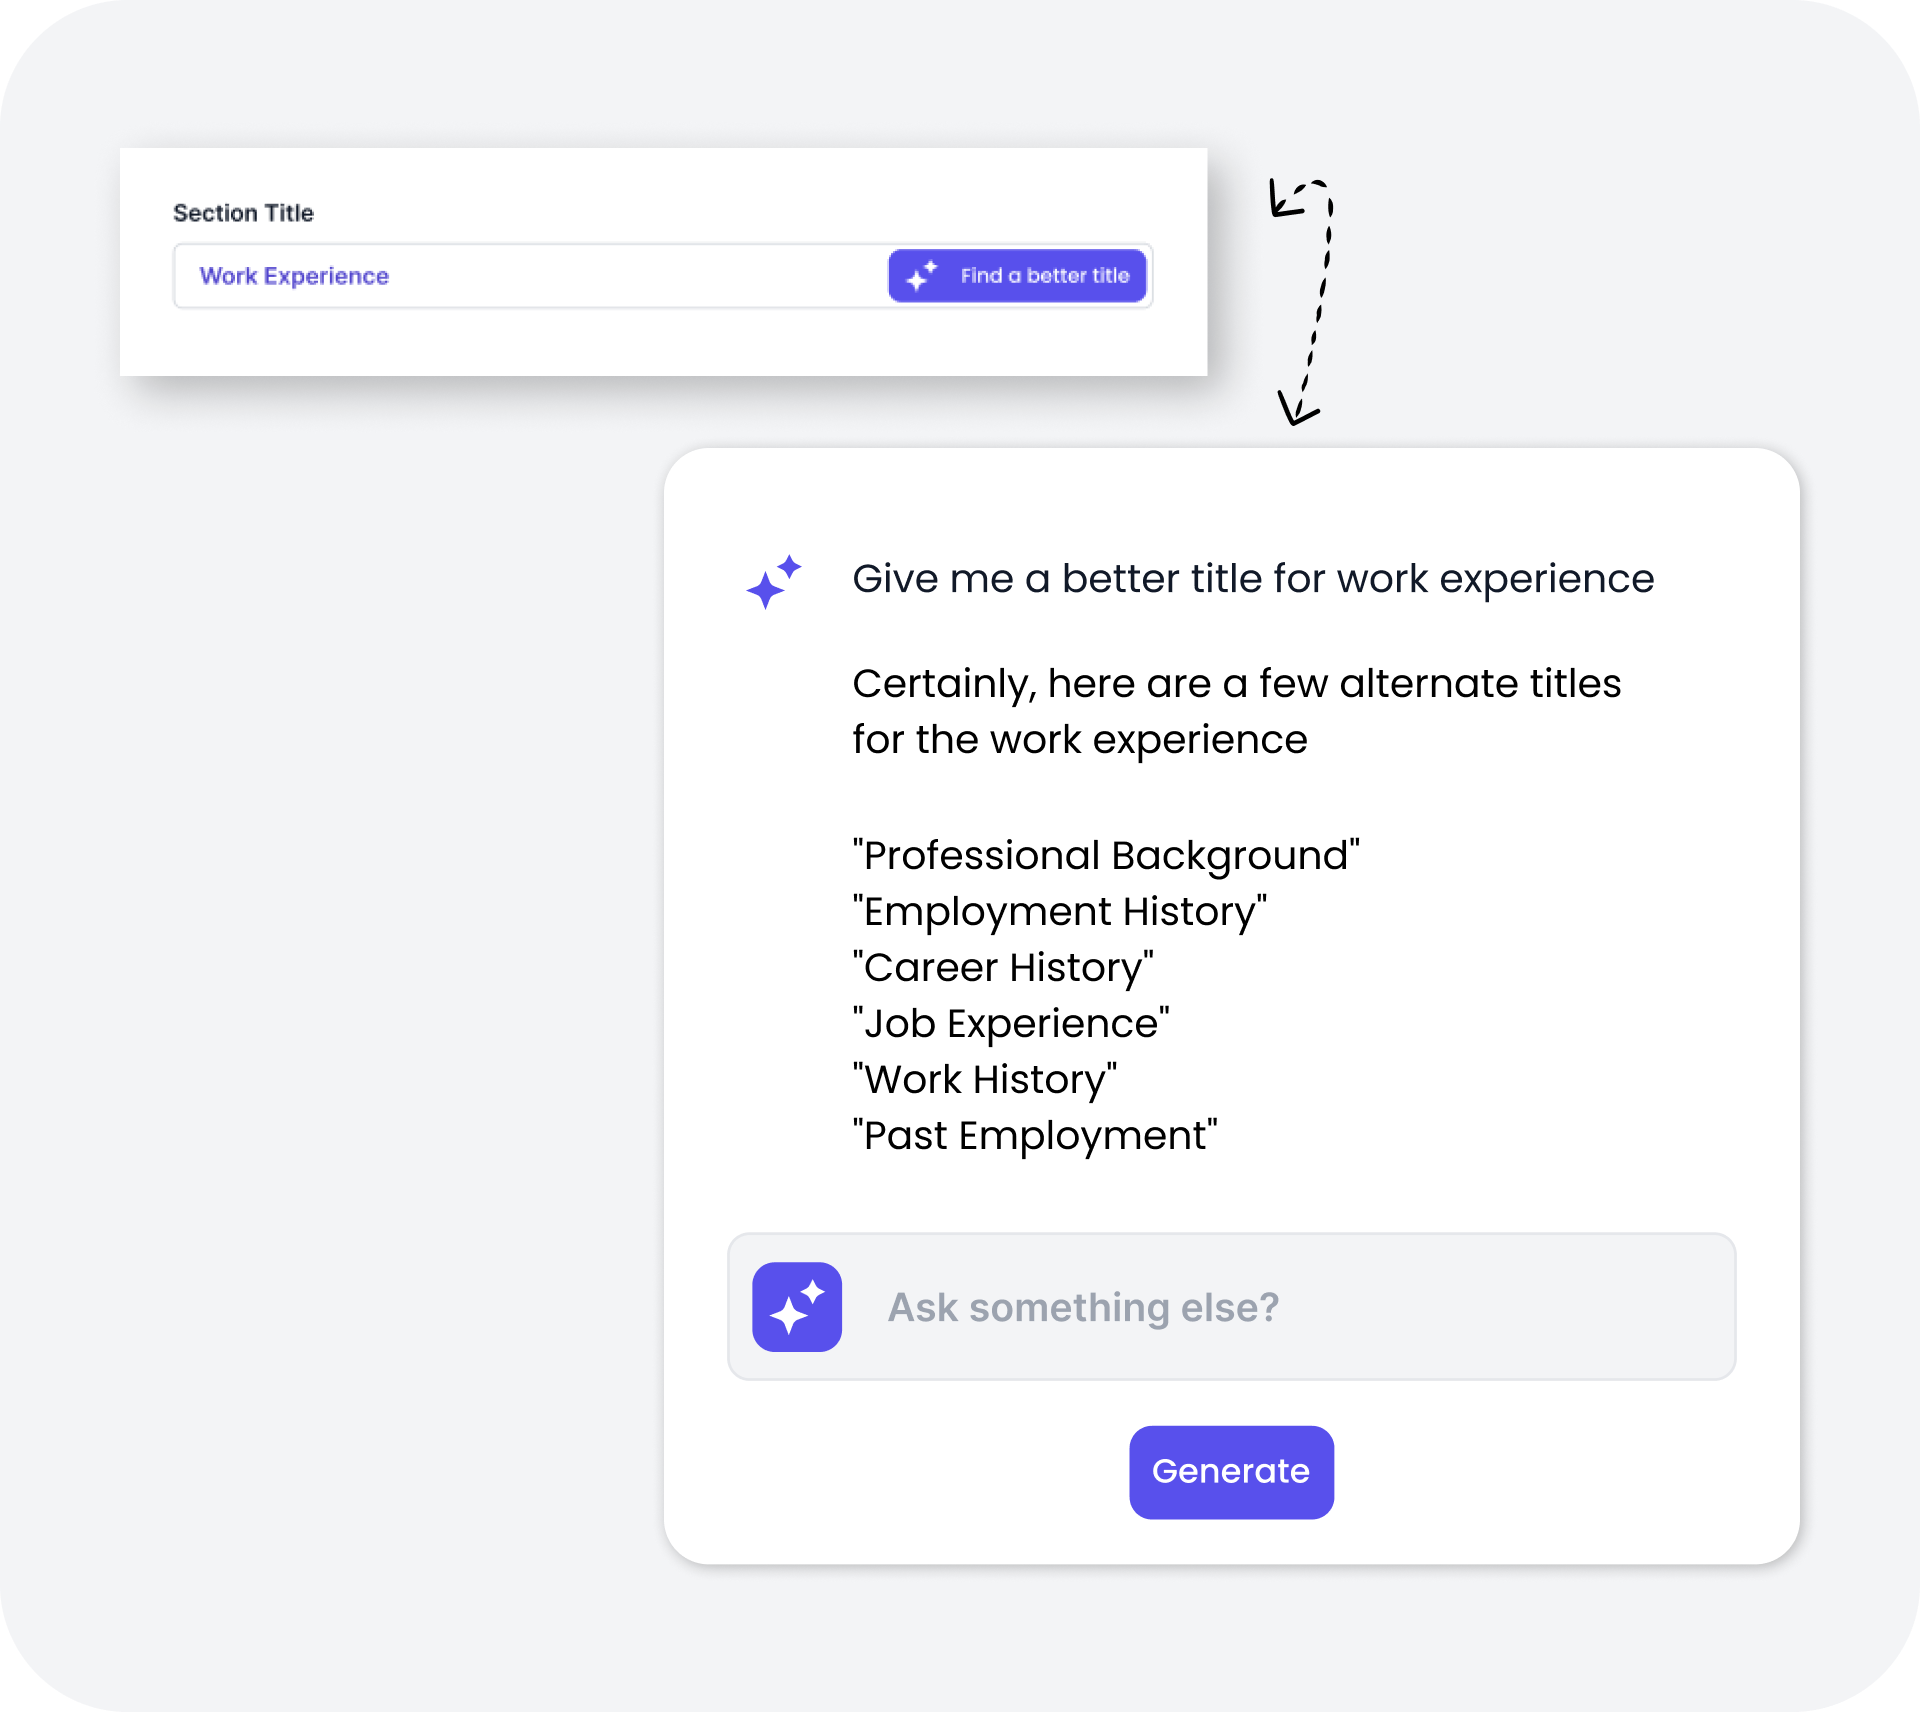 Section Title
Work Experience
Find a better title
Give me a better title for work experience
Certainly, here are a few alternate titles
for the work experience
"Professional Background"
"Employment History"
"Career History"
"Job Experience"
"Work History"
"Past Employment"
Ask something else?
Generate